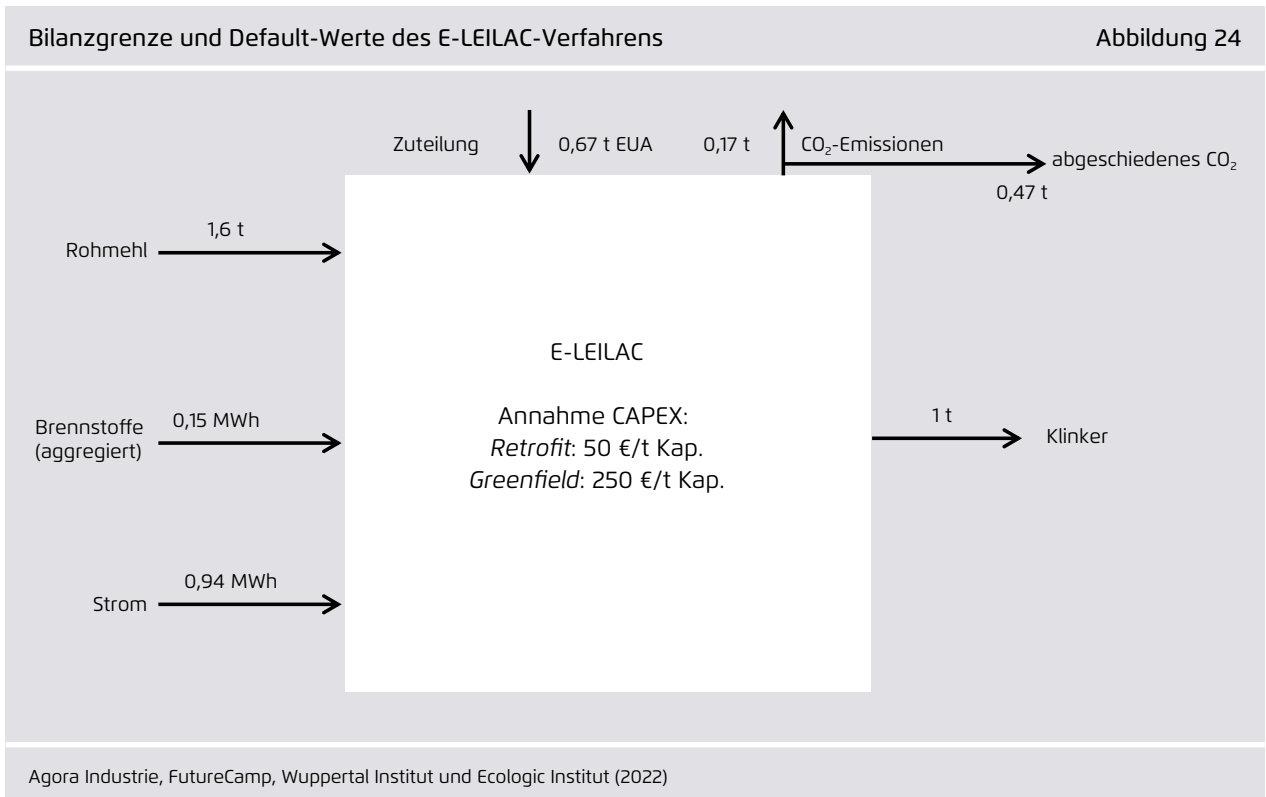 Bilanzgrenze und Default-Werte des E-LEILAC-Verfahrens
Abbildung 24
Zuteilung
0,67 t EUA
0,17 t
CO₂-Emissionen
abgeschiedenes CO₂
0,47 t
1,6 t
Rohmehl
E-LEILAC
Annahme CAPEX:
Retrofit: 50 €/t Kap.
Greenfield: 250 €/t Kap.
0,15 MWh
Brennstoffe
(aggregiert)
1 t
Klinker
0,94 MWh
Strom
Agora Industrie, FutureCamp, Wuppertal Institut und Ecologic Institut (2022)